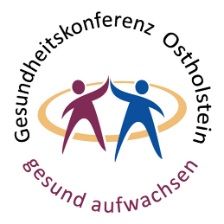 Gesundheitskonferenz Ostholstein
gesund aufwachsen